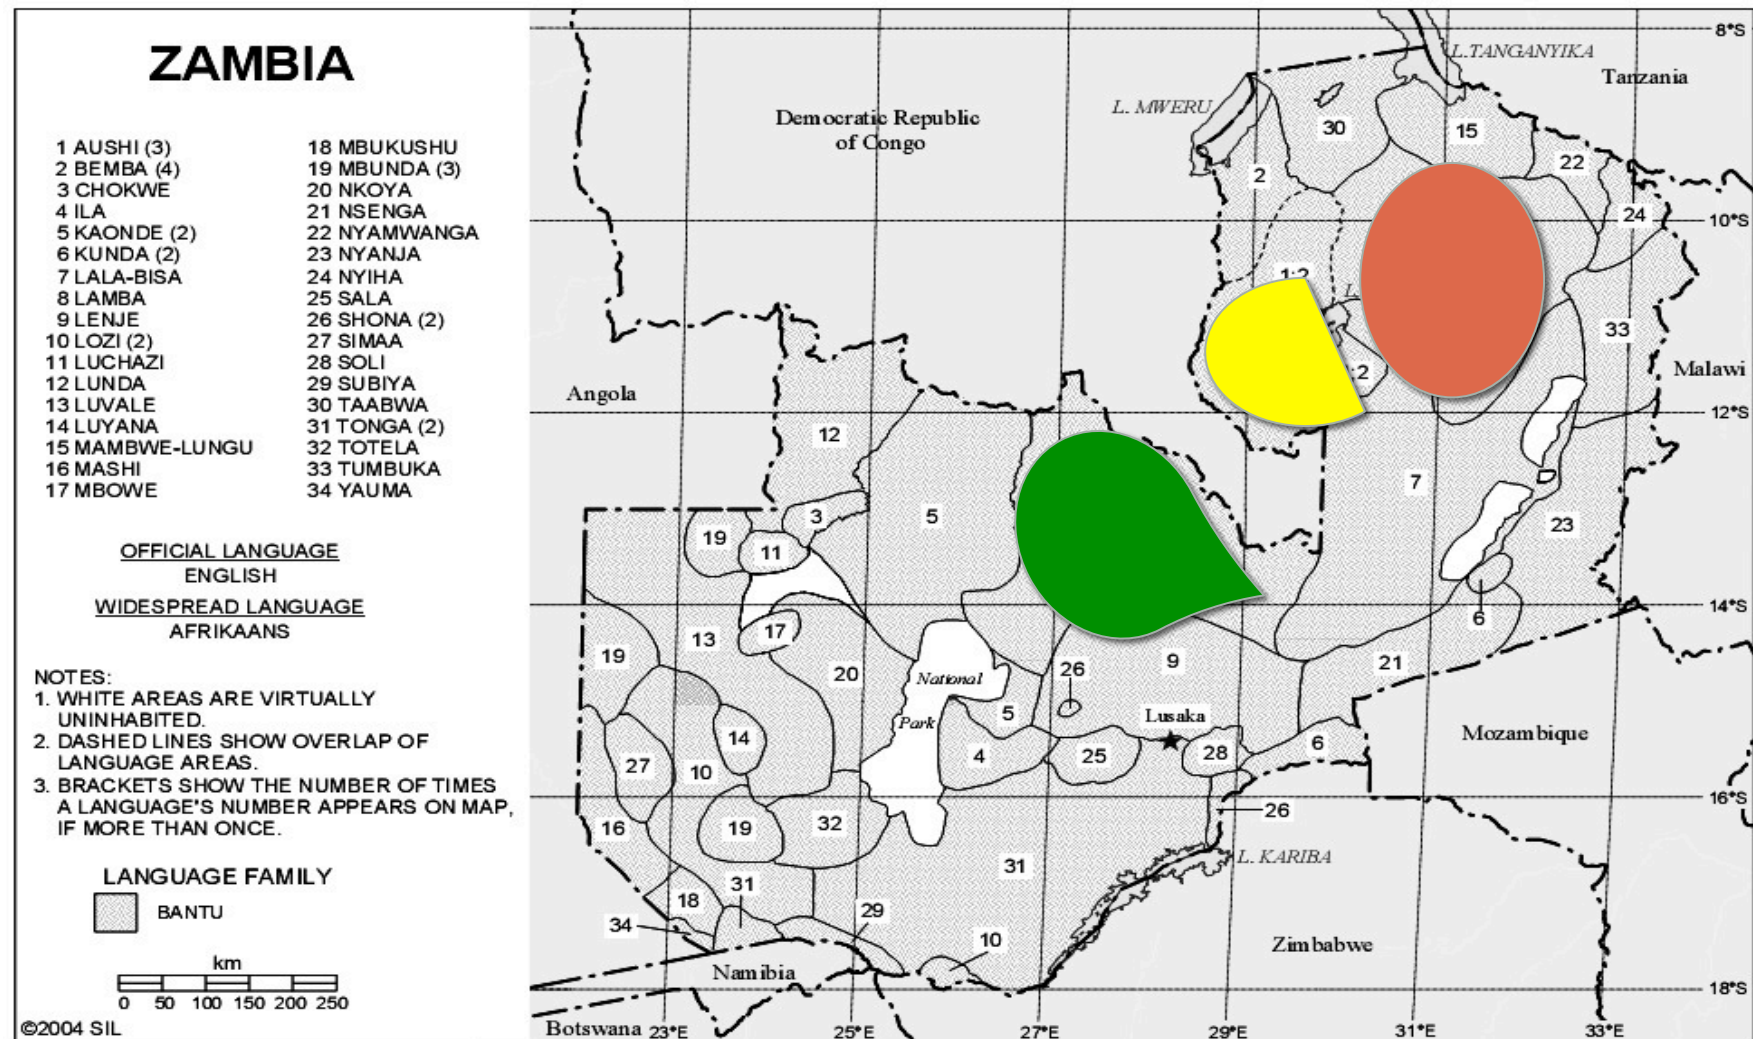 ZAMBIA
1 AUSHI (3)
2 BEMBA (4)
3 CHOKWE
4 ILA
5 KAONDE (2)
6 KUNDA (2)
7 LALA-BISA
8 LAMBA
9 LENJE
10 LOZI (2)
11 LUCHAZI
12 LUNDA
13 LUVALE
14 LUYANA
15 MAMBWE-LUNGU
16 MASHI
17 MBOWE
18 MBUKUSHU
19 MBUNDA (3)
20 NKOYA
21 NSENGA
22 NYAMWANGA
23 NYANJA
24 NYIHA
25 SALA
26 SHONA (2)
27 SIMAA
28 SOLI
29 SUBIYA
30 TAABWA
31 TONGA (2)
32 TOTELA
33 TUMBUKA
34 YAUMA
OFFICIAL LANGUAGE
ENGLISH
WIDESPREAD LANGUAGE
AFRIKAANS
NOTES:
1. WHITE AREAS ARE VIRTUALLY
UNINHABITED.
2. DASHED LINES SHOW OVERLAP OF
LANGUAGE AREAS.
3. BRACKETS SHOW THE NUMBER OF TIMES
A LANGUAGE'S NUMBER APPEARS ON MAP,
IF MORE THAN ONCE.
LANGUAGE FAMILY
BANTU
km
0 50 100 150 200 250
©2004 SIL
8°S
L.TANGANYIKA
Tanzania
L. MWERU
Democratic Republic
of Congo
30
15
2
22
24
10°S
1:2
L.
33
Malawi
:2
Angola
12°S
12
7
3
5
19
11
23
14°S
17
6
13
19
20
26
9
21
National
5
Lusaka
Park
14
4
25
28
6
Mozambique
27
10
16°S
26
16
19
32
L. KARIBA
31
31
18
29
34
10
Zimbabwe
Namibia
18°S
Botswana
23°E
25°E
27°E
29°E
31°E
33°E